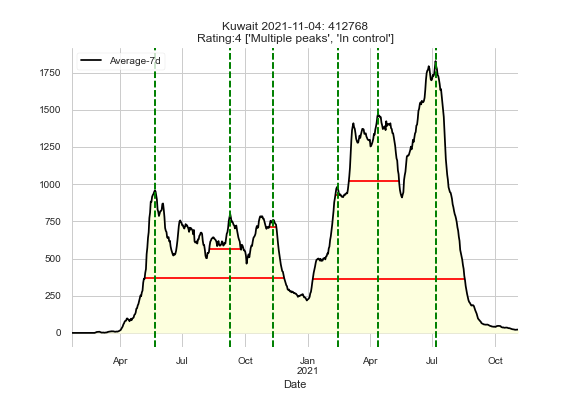 Kuwait 2021-11-04: 412768
Rating:4 ['Multiple peaks', 'In control']
Average-7d
1750
1500
1250
1000
750
500
250
0
Apr
Jul
Oct
Jan
2021
Apr
Jul
Oct
Date